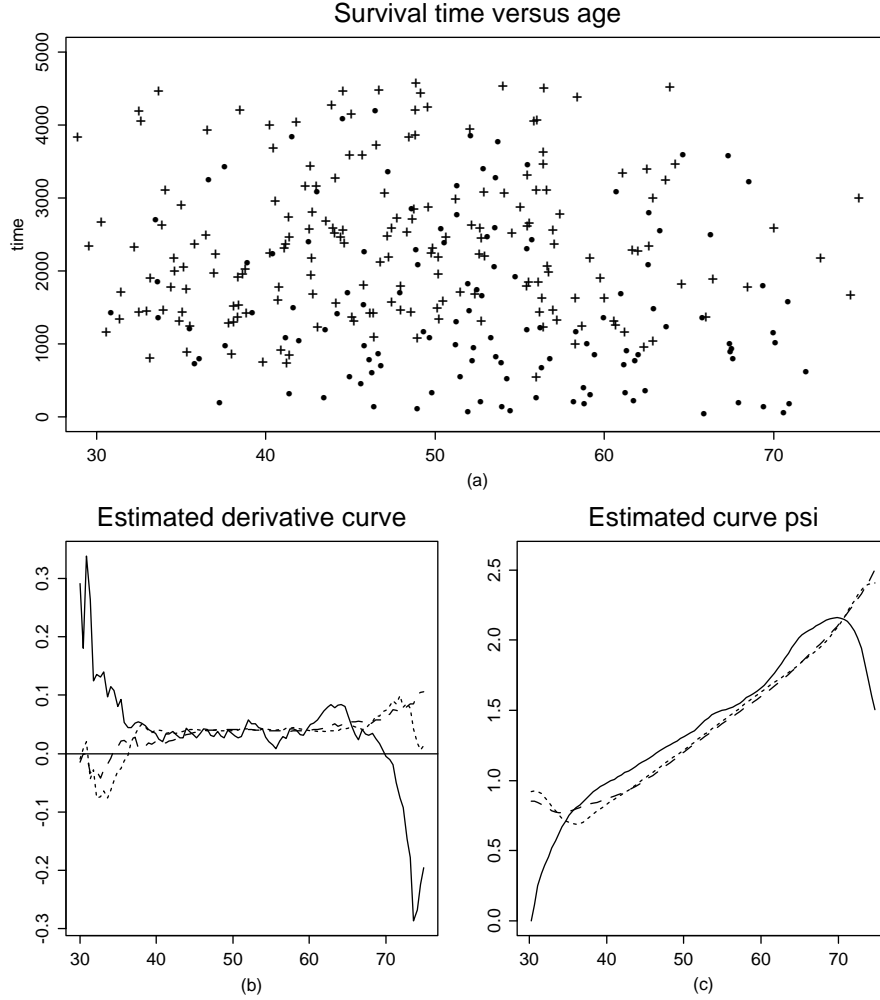 Survival time versus age
time
5000
4000
3000
2000
1000
0
30 40 50 60 70
(a)
Estimated derivative curve
0.3
0.2
0.1
0.0
-0.1
-0.2
-0.3
30 40 50 60 70
(b)
Estimated curve psi
2.5
2.0
1.5
1.0
0.5
0.0
30 40 50 60 70
(c)